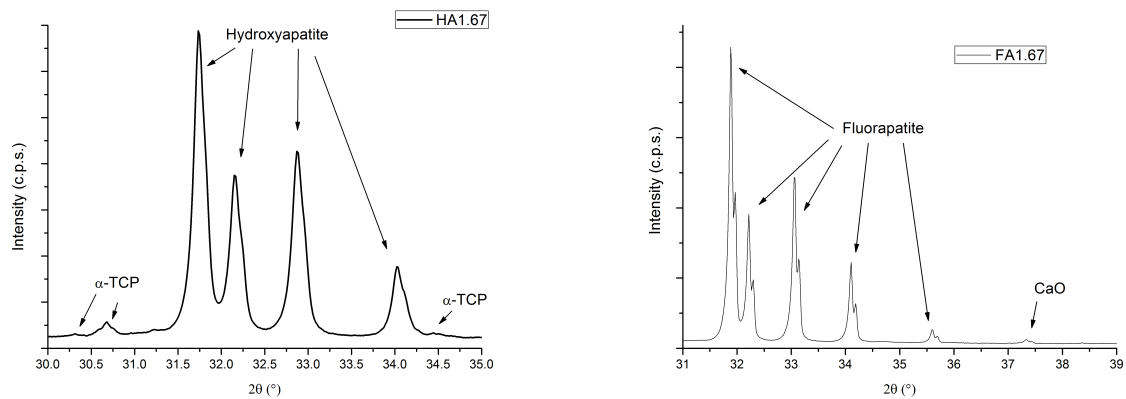 HA1.67
Hydroxyapatite
α-TCP
α-TCP
Intensity (c.p.s.)
30.0 30.5 31.0 31.5 32.0 32.5 33.0 33.5 34.0 34.5 35.0
2θ (°)
FA1.67
Fluorapatite
CaO
Intensity (c.p.s.)
31 32 33 34 35 36 37 38 39
2θ (°)